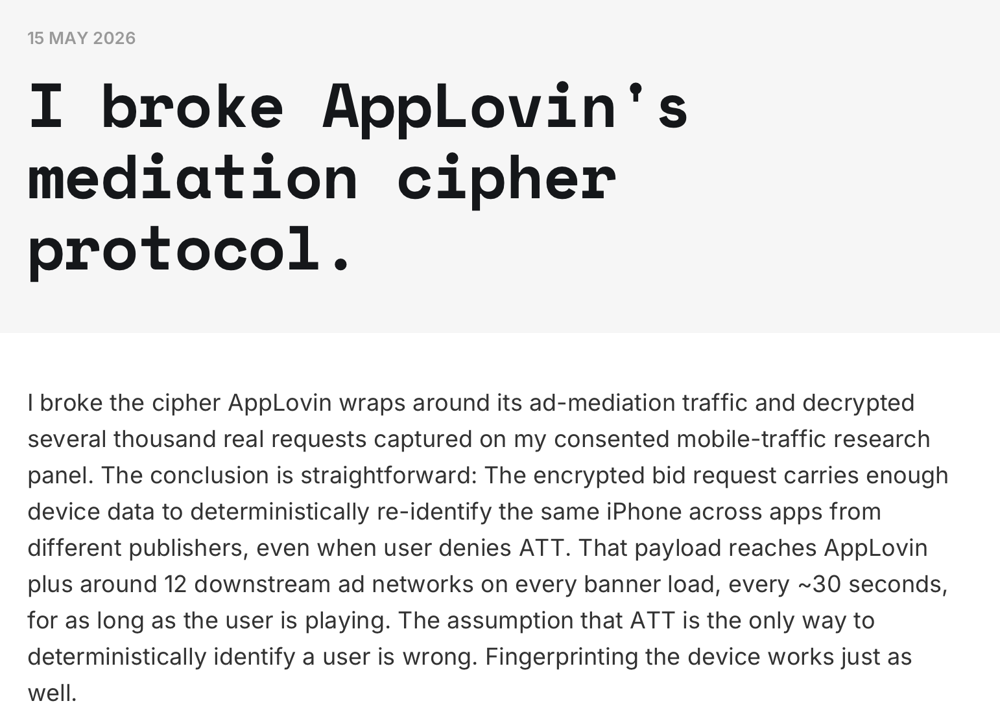 15 MAY 2026
I broke AppLovin's
mediation cipher
protocol.
I broke the cipher AppLovin wraps around its ad-mediation traffic and decrypted
several thousand real requests captured on my consented mobile-traffic research
panel. The conclusion is straightforward: The encrypted bid request carries enough
device data to deterministically re-identify the same iPhone across apps from
different publishers, even when user denies ATT. That payload reaches AppLovin
plus around 12 downstream ad networks on every banner load, every ~30 seconds,
for as long as the user is playing. The assumption that ATT is the only way to
deterministically identify a user is wrong. Fingerprinting the device works just as
well.